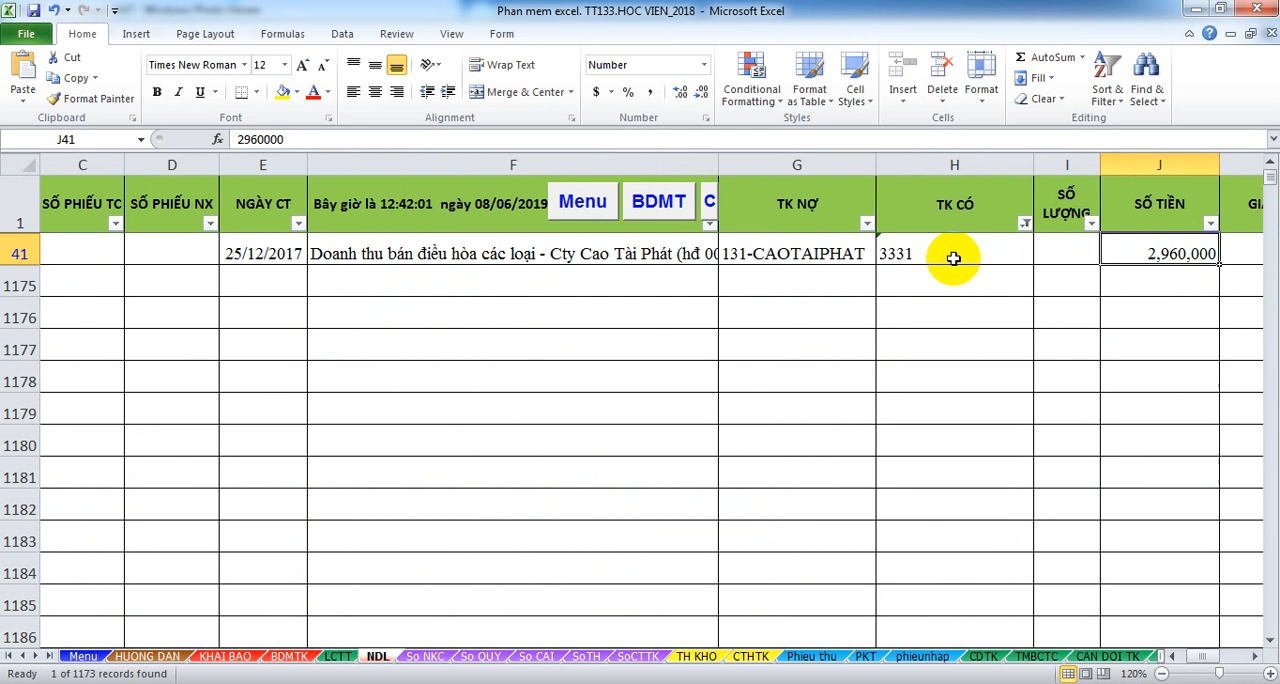 Phan mem excel. TT133.HOC VIEN_2018 - Microsoft Excel
File Home Insert Page Layout Formulas Data Review View Form
Paste Cut Copy Format Painter Clipboard
Times New Roman 12 B I U A A A Font
Wrap Text Merge & Center Alignment
Number $ % , Number
Conditional Formatting Format as Table Cell Styles Styles
Insert Delete Format Cells
Σ AutoSum Fill Clear Sort & Filter Find & Select Editing
J41 fx 2960000
C D E F G H I J
1 SỐ PHIẾU TC SỐ PHIẾU NX NGÀY CT Bây giờ là 12:42:01 ngày 08/06/2019 Menu BDMT C TK NỢ TK CÓ SỐ LƯỢNG SỐ TIỀN
41 25/12/2017 Doanh thu bán điều hòa các loại - Cty Cao Tài Phát (hđ 00 131-CAOTAIPHAT 3331 2,960,000
1175
1176
1177
1178
1179
1180
1181
1182
1183
1184
1185
1186
Menu HUONG DAN KHAI BAO BDMTK LCTT NDL So NKC So QUY So CAI SoTH SoCTTK TH KHO CTHTK Phieu thu PKT phieunhap CDTK TMBCTC CAN DOI TK
Ready 1 of 1173 records found 120%